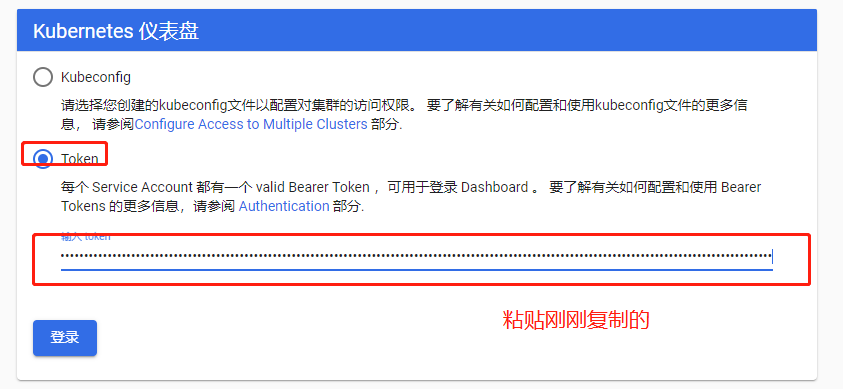 Kubernetes 仪表盘
Kubeconfig
请选择您创建的kubeconfig文件以配置对集群的访问权限。 要了解有关如何配置和使用kubeconfig文件的更多信
息， 请参阅Configure Access to Multiple Clusters 部分.
Token
每个 Service Account 都有一个 valid Bearer Token ，可用于登录 Dashboard 。 要了解有关如何配置和使用 Bearer
Tokens 的更多信息，请参阅 Authentication 部分.
输入 token
粘贴刚刚复制的
登录